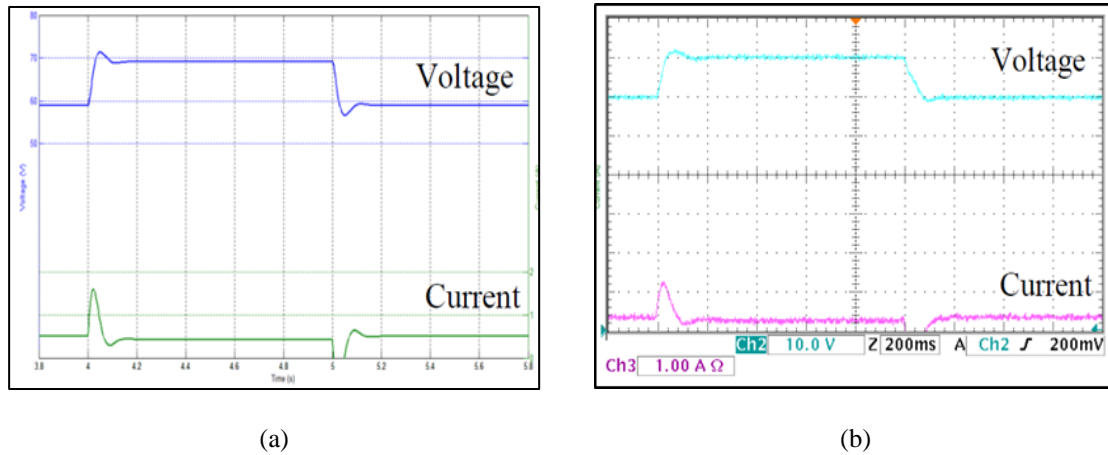 80
70
60
50
Voltage (V)
Voltage
Current
2
1
3.8 4 4.2 4.4 4.6 4.8 5 5.2 5.4 5.6 5.8
Time (s)
(a)
Voltage
Current
Ch2 10.0 V Z 200ms A Ch2 ∫ 200mV
Ch3 1.00 A Ω
(b)